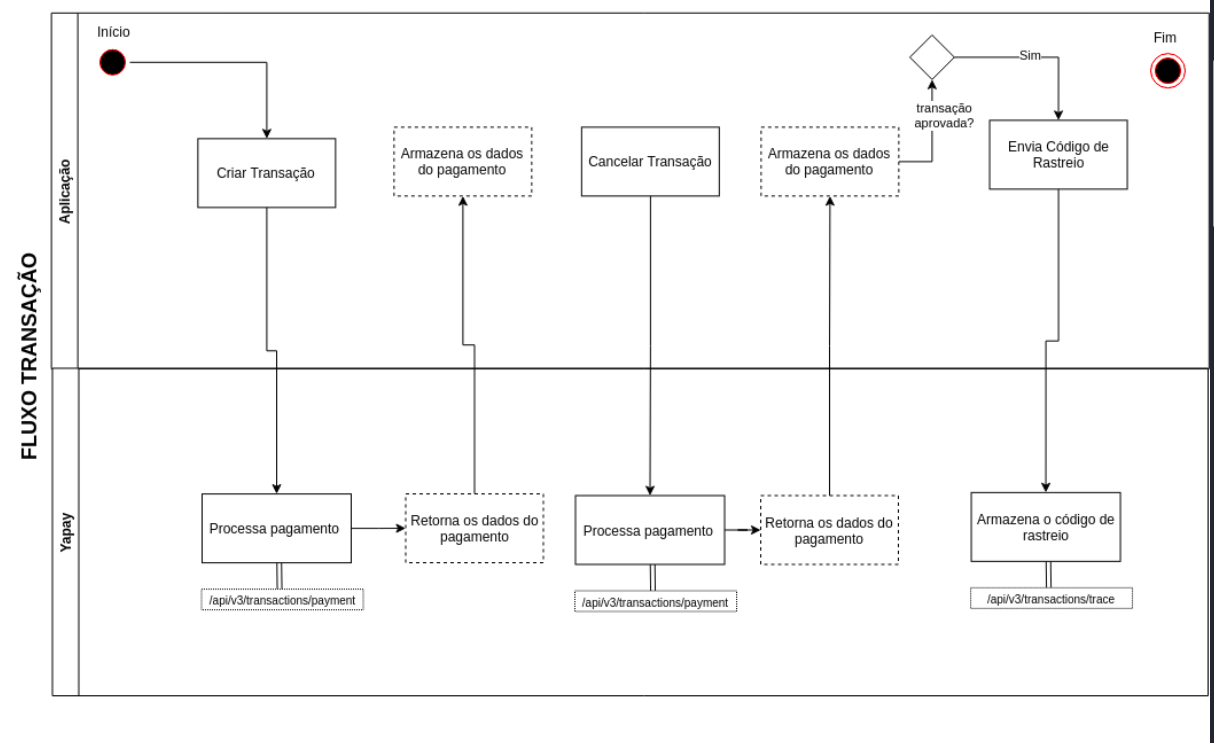 FLUXO TRANSAÇÃO
Aplicação
Início
Fim
Sim
transação
aprovada?
Criar Transação
Armazena os dados
do pagamento
Cancelar Transação
Armazena os dados
do pagamento
Envia Código de
Rastreio
Yapay
Processa pagamento
/api/v3/transactions/payment
Retorna os dados do
pagamento
Processa pagamento
/api/v3/transactions/payment
Retorna os dados do
pagamento
Armazena o código de
rastreio
/api/v3/transactions/trace